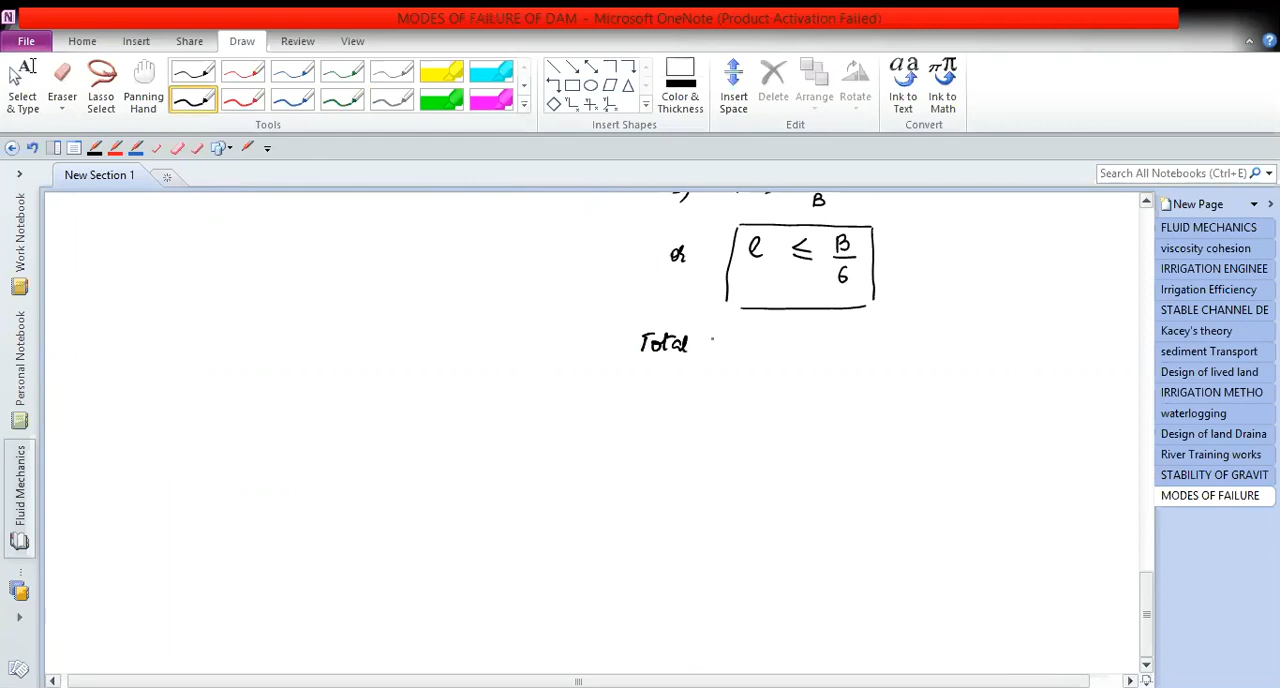 MODES OF FAILURE OF DAM - Microsoft OneNote (Product Activation Failed)
File Home Insert Share Draw Review View
Select & Type
Eraser
Lasso Select
Panning Hand
Color & Thickness
Insert Space
Delete
Arrange
Rotate
Ink to Text
Ink to Math
Tools
Insert Shapes
Edit
Convert
New Section 1
Search All Notebooks (Ctrl+E)
Work Notebook
Personal Notebook
Fluid Mechanics
New Page
FLUID MECHANICS
viscosity cohesion
IRRIGATION ENGINEE
Irrigation Efficiency
STABLE CHANNEL DE
Kacey's theory
sediment Transport
Design of lived land
IRRIGATION METHO
waterlogging
Design of land Draina
River Training works
STABILITY OF GRAVIT
MODES OF FAILURE
B
or e ≤ B/6
Total